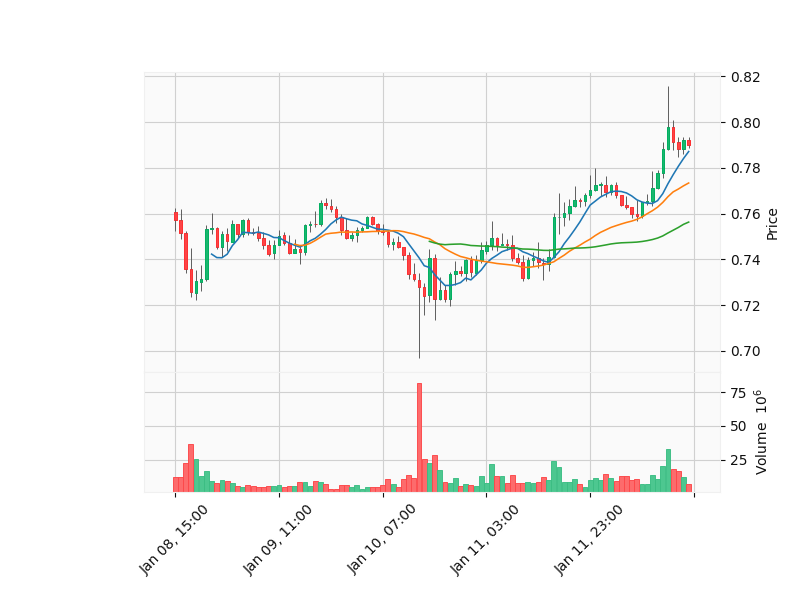 0.82
0.80
0.78
0.76
0.74
0.72
0.70
Price
75
50
25
Volume 10⁶
Jan 08, 15:00
Jan 09, 11:00
Jan 10, 07:00
Jan 11, 03:00
Jan 11, 23:00